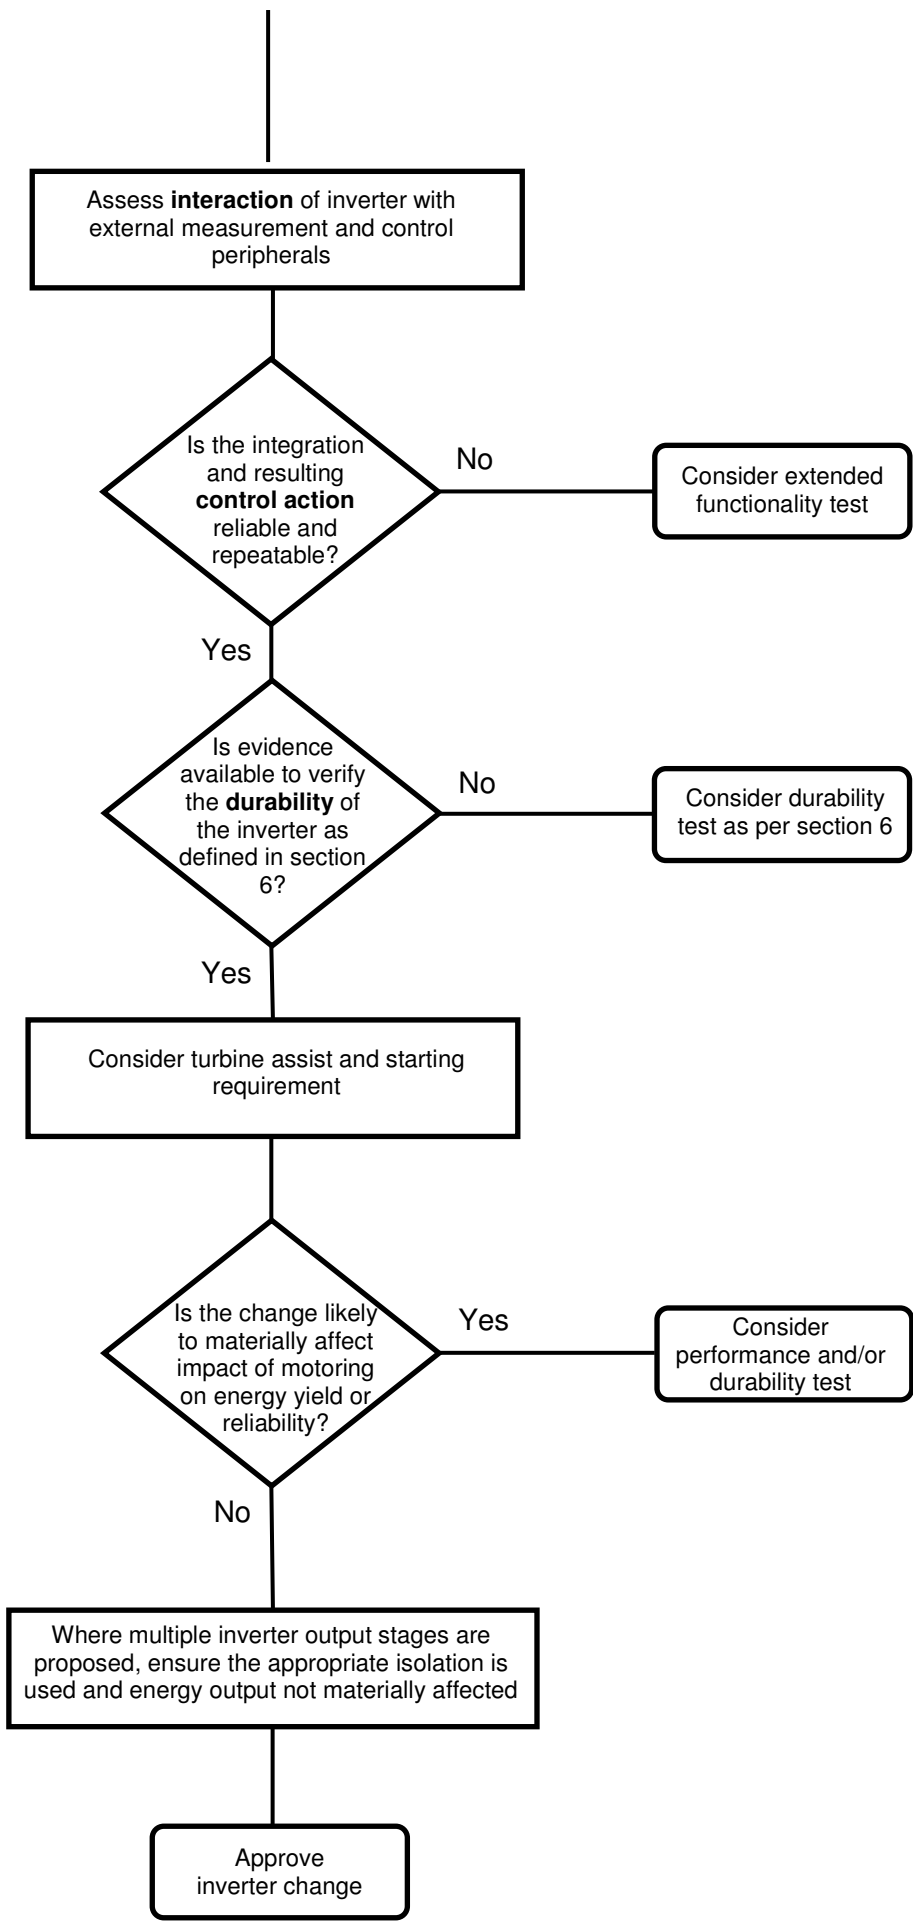 Assess interaction of inverter with
external measurement and control
peripherals
Is the integration
and resulting
control action
reliable and
repeatable?
No
Consider extended
functionality test
Yes
Is evidence
available to verify
the durability of
the inverter as
defined in section
6?
No
Consider durability
test as per section 6
Yes
Consider turbine assist and starting
requirement
Is the change likely
to materially affect
impact of motoring
on energy yield or
reliability?
Yes
Consider
performance and/or
durability test
No
Where multiple inverter output stages are
proposed, ensure the appropriate isolation is
used and energy output not materially affected
Approve
inverter change